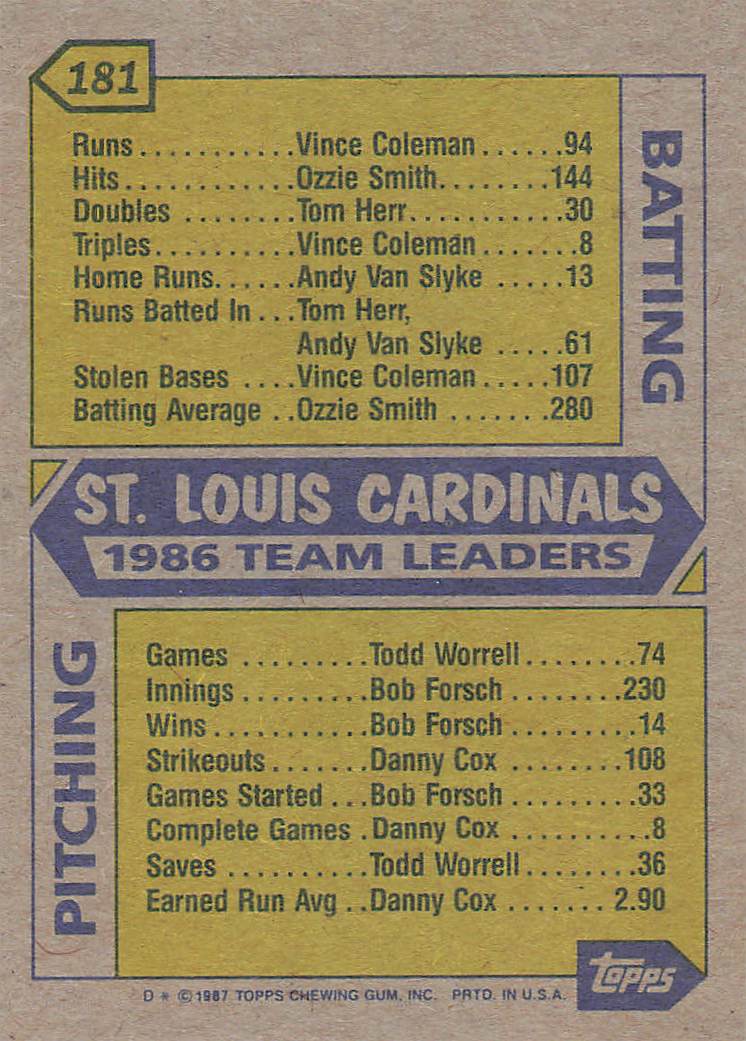 181
Runs...........Vince Coleman......94
Hits............Ozzie Smith........144
Doubles ........Tom Herr...........30
Triples..........Vince Coleman.......8
Home Runs......Andy Van Slyke .....13
Runs Batted In ...Tom Herr,
Andy Van Slyke .....61
Stolen Bases ....Vince Coleman.....107
Batting Average ..Ozzie Smith .......280
BATTING
ST. LOUIS CARDINALS
1986 TEAM LEADERS
PITCHING
Games .........Todd Worrell........74
Innings.........Bob Forsch ........230
Wins...........Bob Forsch .........14
Strikeouts.......Danny Cox ........108
Games Started ...Bob Forsch .........33
Complete Games .Danny Cox ..........8
Saves ..........Todd Worrell........36
Earned Run Avg ..Danny Cox ....... 2.90
topps
D * © 1987 TOPPS CHEWING GUM, INC. PRTD. IN U.S.A.